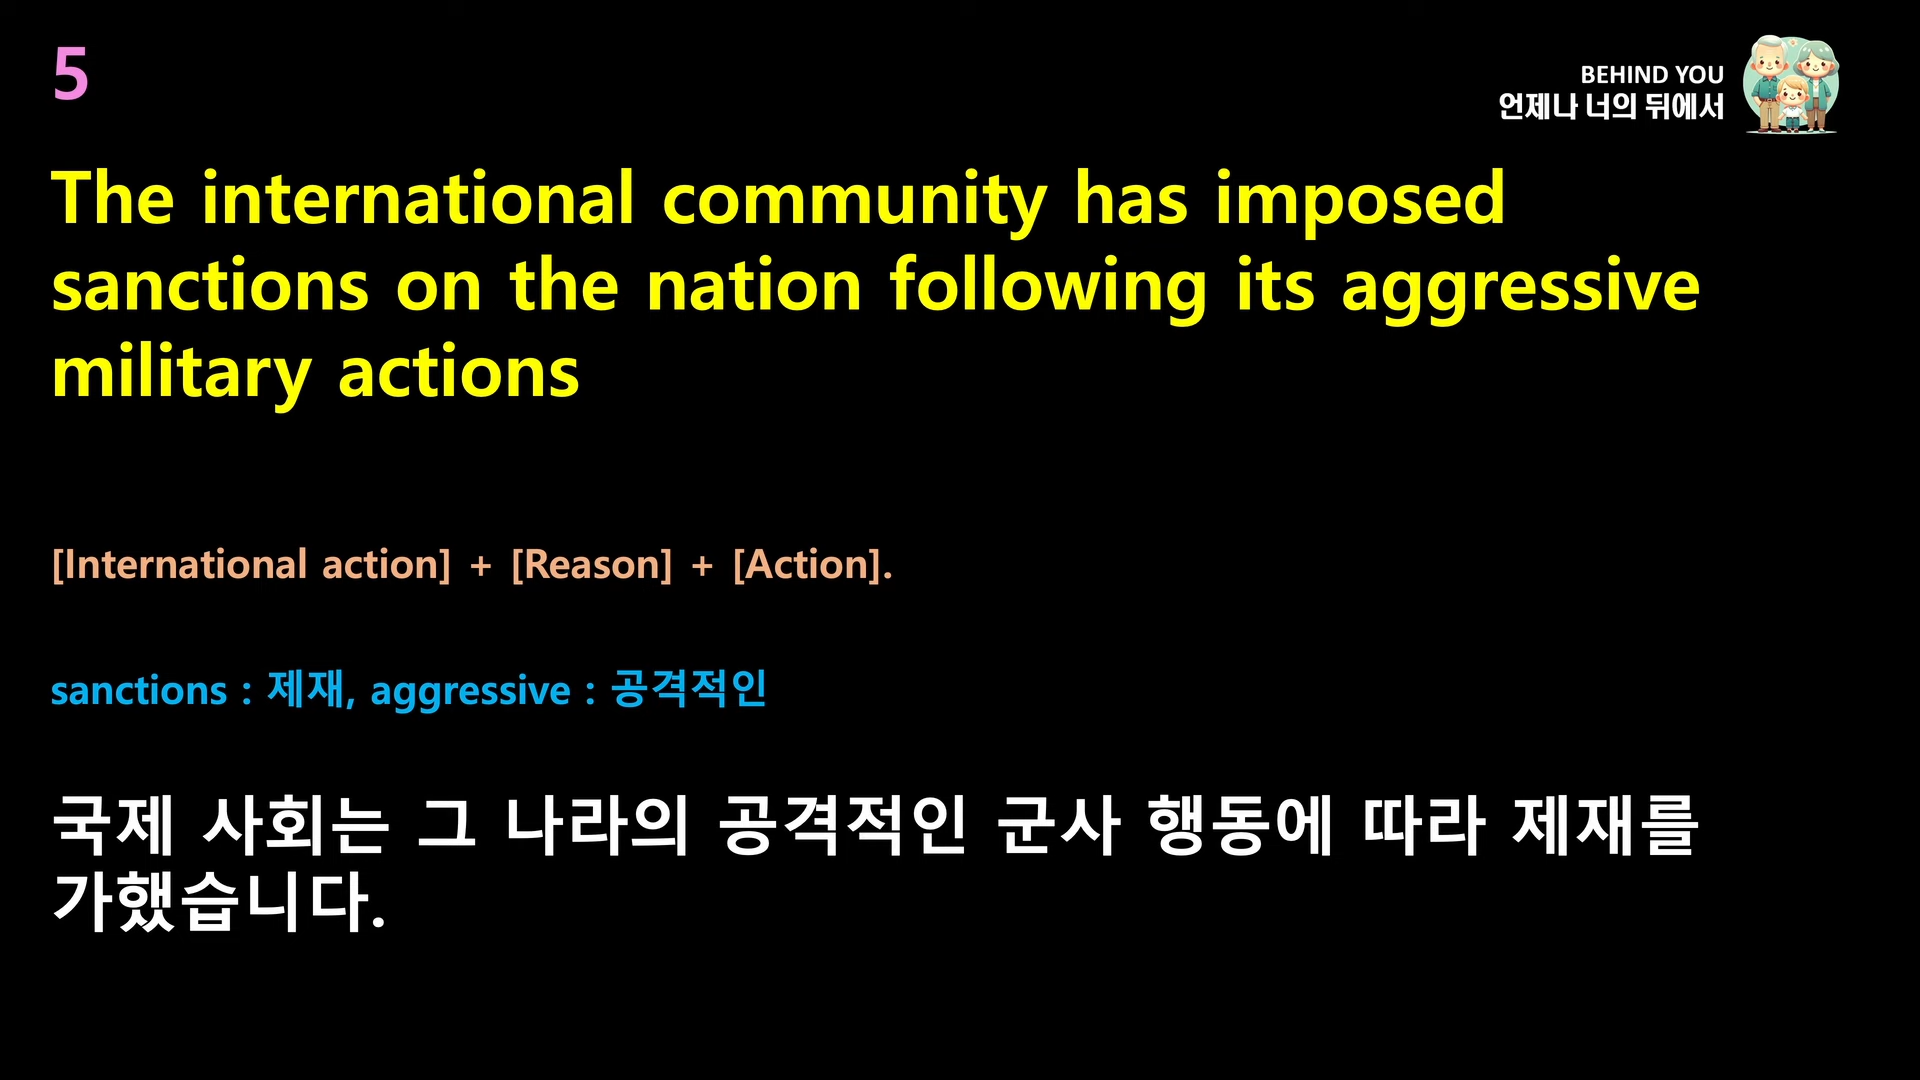 5
BEHIND YOU
언제나 너의 뒤에서
The international community has imposed
sanctions on the nation following its aggressive
military actions
[International action] + [Reason] + [Action].
sanctions : 제재, aggressive : 공격적인
국제 사회는 그 나라의 공격적인 군사 행동에 따라 제재를
가했습니다.